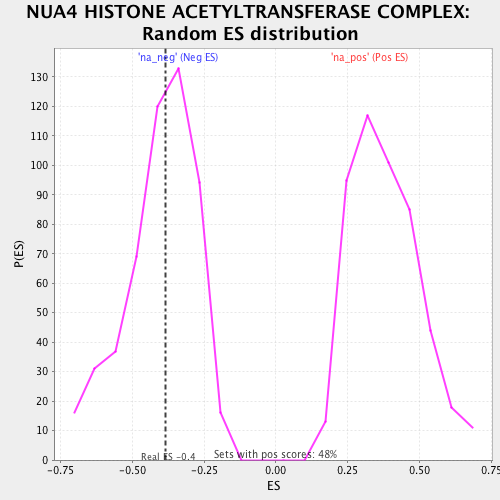 NUA4 HISTONE ACETYLTRANSFERASE COMPLEX:
Random ES distribution
'na_neg' (Neg ES) 'na_pos' (Pos ES)
130
120
110
100
90
80
70
60
50
40
30
20
10
0
P(ES)
Real ES -0.4 Sets with pos scores: 48%
-0.75 -0.50 -0.25 0.00 0.25 0.50 0.75
ES